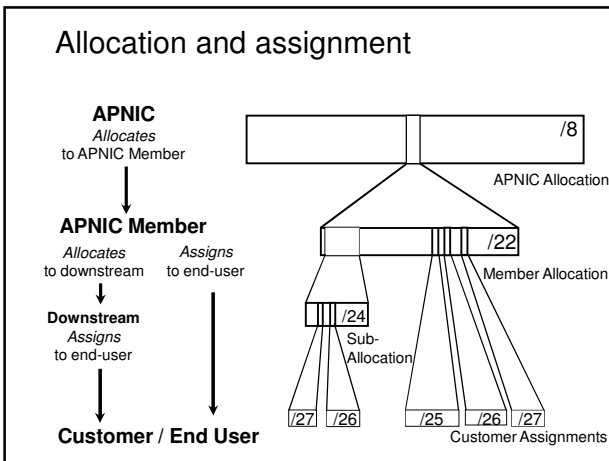 Allocation and assignment
APNIC
Allocates
to APNIC Member
/8
APNIC Allocation
APNIC Member
Allocates
to downstream
Assigns
to end-user
/22
Member Allocation
Downstream
Assigns
to end-user
/24
Sub-
Allocation
/27
/26
/25
/26
/27
Customer Assignments
Customer / End User